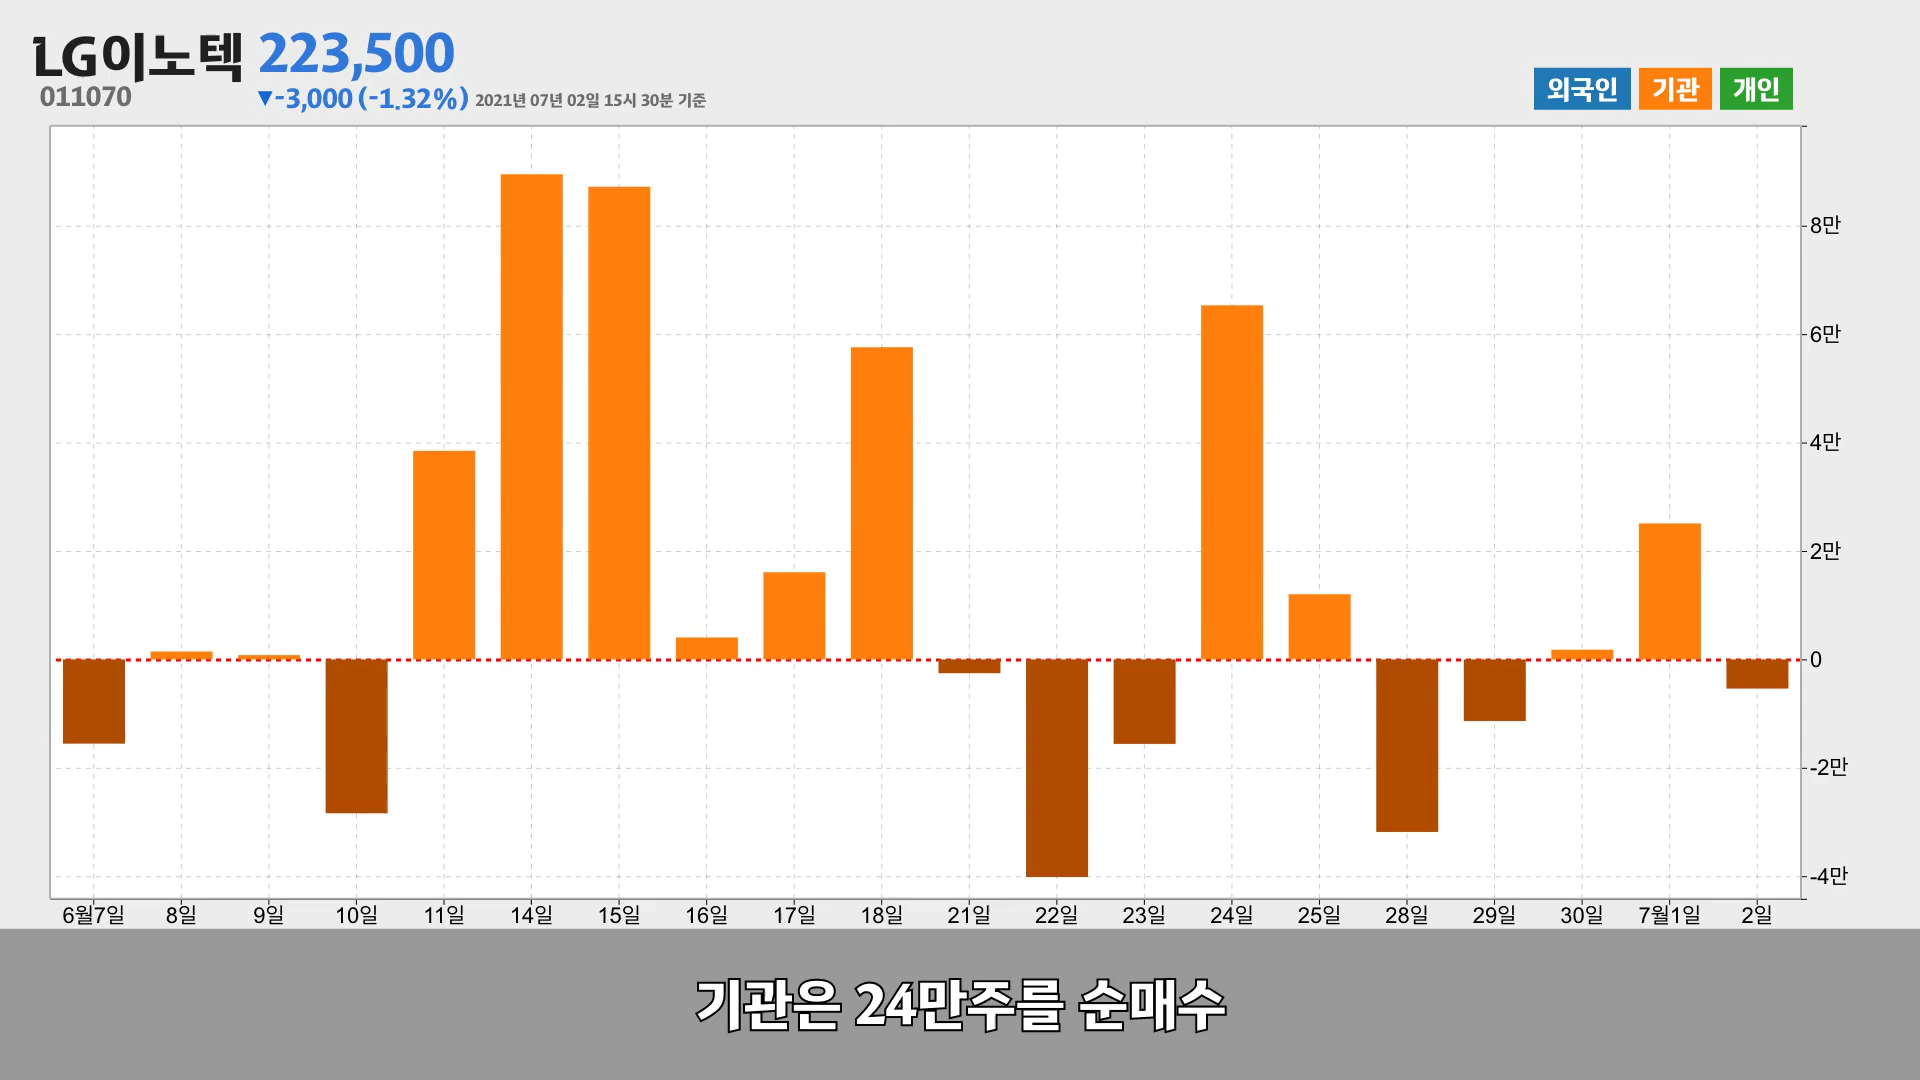 LG이노텍 223,500
011070 ▼-3,000 (-1.32%) 2021년 07년 02일 15시 30분 기준
외국인 기관 개인
8만
6만
4만
2만
0
-2만
-4만
6월7일 8일 9일 10일 11일 14일 15일 16일 17일 18일 21일 22일 23일 24일 25일 28일 29일 30일 7월1일 2일
기관은 24만주를 순매수